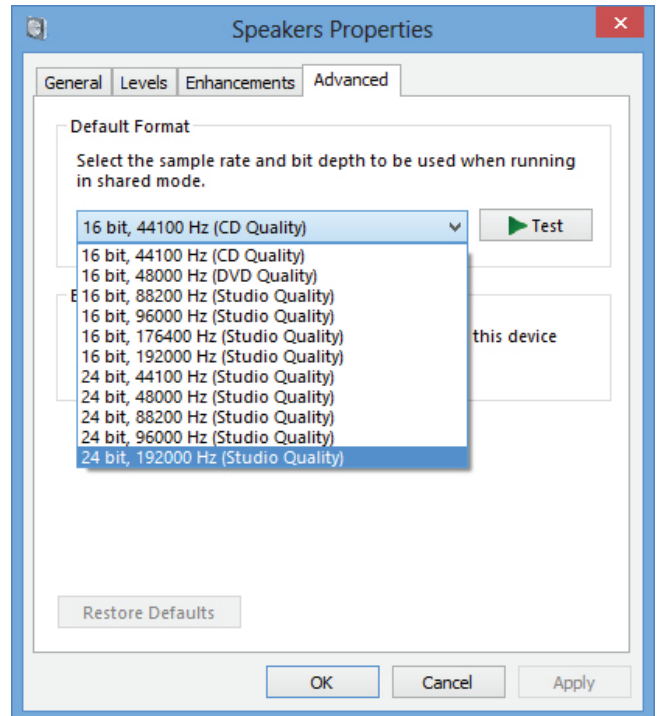 Speakers Properties
General Levels Enhancements Advanced
Default Format
Select the sample rate and bit depth to be used when running
in shared mode.
16 bit, 44100 Hz (CD Quality) Test
16 bit, 44100 Hz (CD Quality)
16 bit, 48000 Hz (DVD Quality)
16 bit, 88200 Hz (Studio Quality)
16 bit, 96000 Hz (Studio Quality)
16 bit, 176400 Hz (Studio Quality) this device
16 bit, 192000 Hz (Studio Quality)
24 bit, 44100 Hz (Studio Quality)
24 bit, 48000 Hz (Studio Quality)
24 bit, 88200 Hz (Studio Quality)
24 bit, 96000 Hz (Studio Quality)
24 bit, 192000 Hz (Studio Quality)
Restore Defaults
OK Cancel Apply